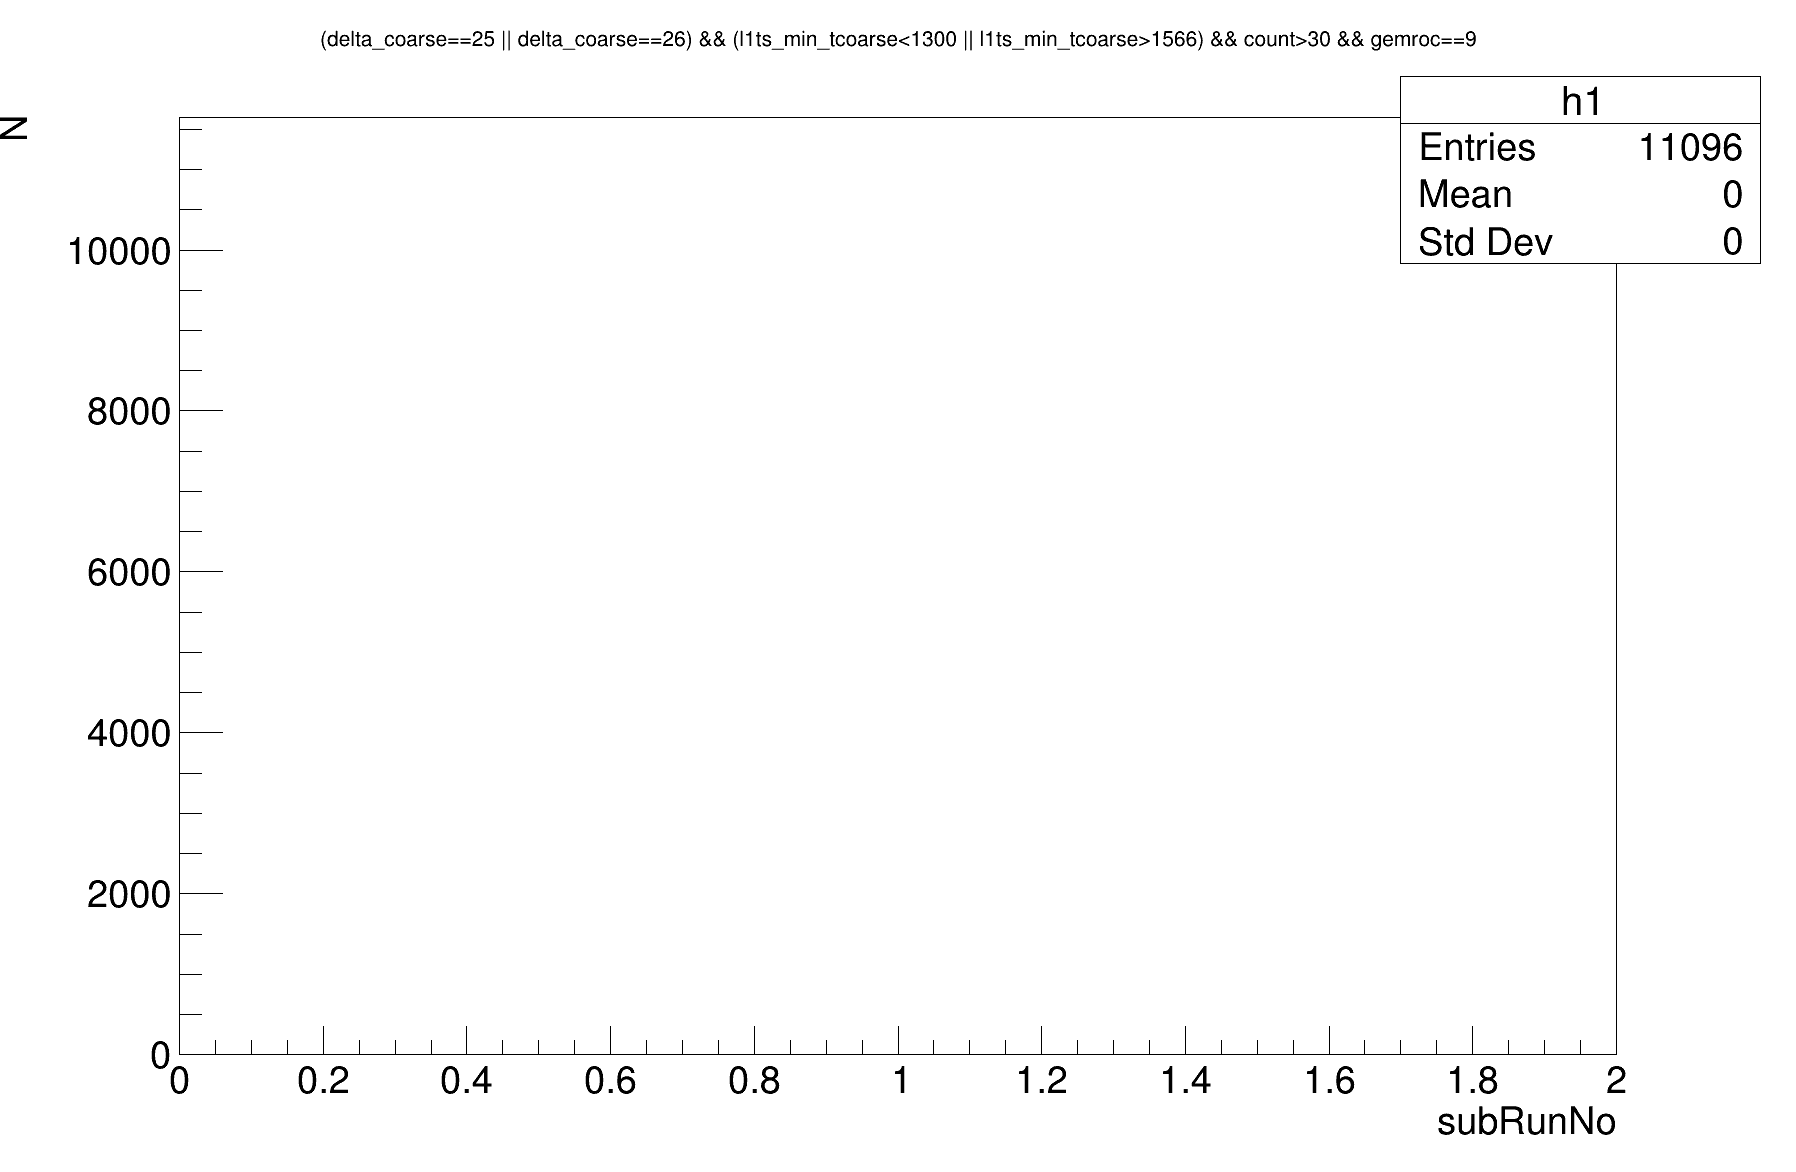 (delta_coarse==25 || delta_coarse==26) && (l1ts_min_tcoarse<1300 || l1ts_min_tcoarse>1566) && count>30 && gemroc==9
h1
Entries 11096
Mean 0
Std Dev 0
N
10000
8000
6000
4000
2000
0
0 0.2 0.4 0.6 0.8 1 1.2 1.4 1.6 1.8 2
subRunNo